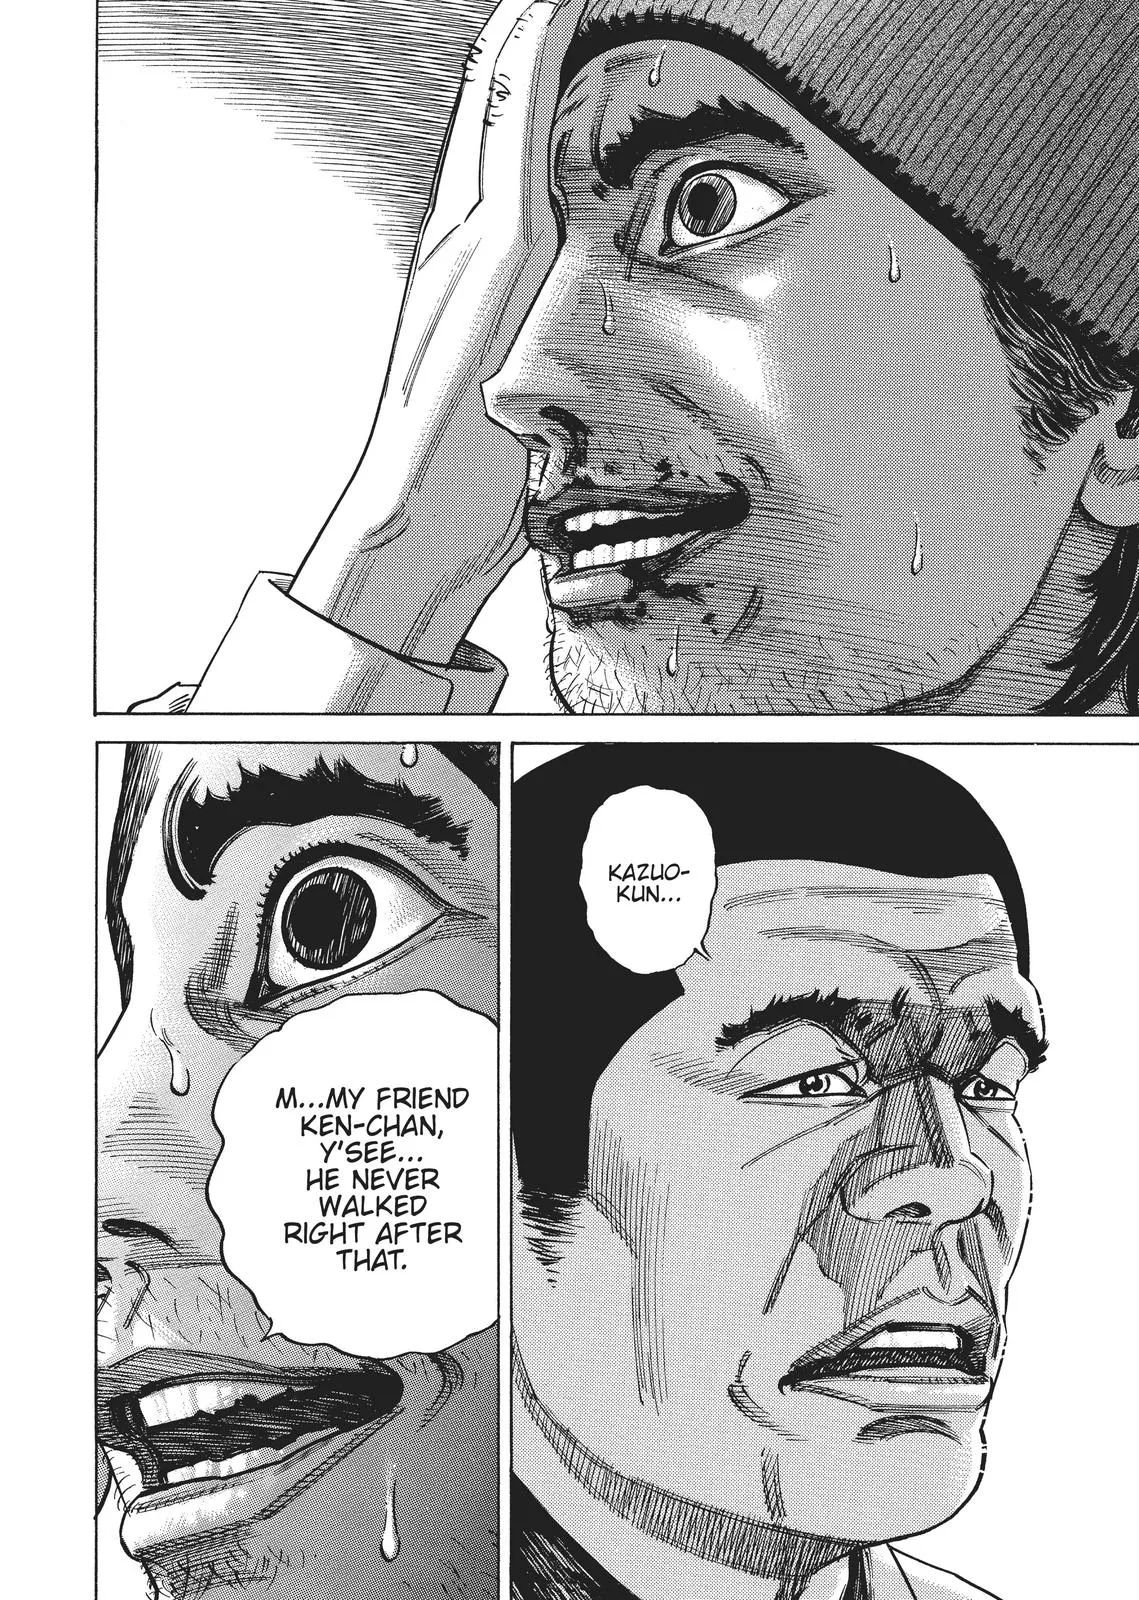 KAZUO-
KUN...
M...MY FRIEND
KEN-CHAN,
Y'SEE...
HE NEVER
WALKED
RIGHT AFTER
THAT.